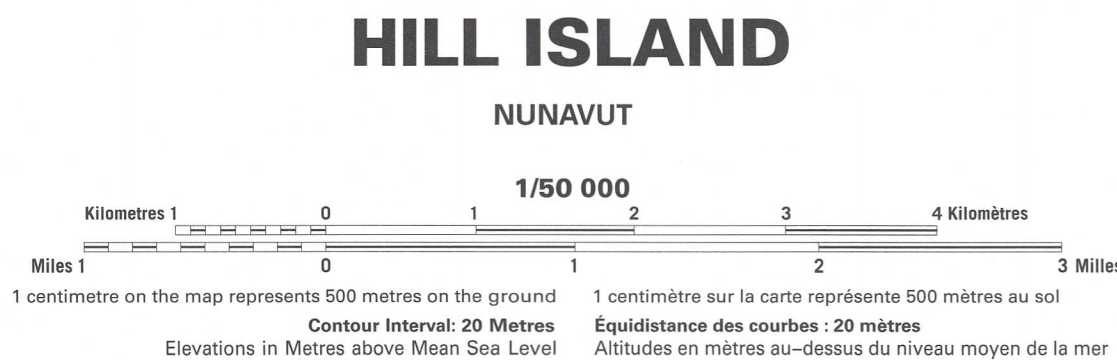 HILL ISLAND
NUNAVUT
1/50 000
Kilometres 1 0 1 2 3 4 Kilomètres
Miles 1 0 1 2 3 Milles
1 centimetre on the map represents 500 metres on the ground 1 centimètre sur la carte représente 500 mètres au sol
Contour Interval: 20 Metres Équidistance des courbes : 20 mètres
Elevations in Metres above Mean Sea Level Altitudes en mètres au–dessus du niveau moyen de la mer